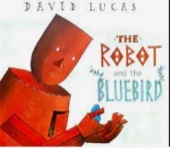 DAVID LUCAS
THE
ROBOT
and the
BLUEBIRD